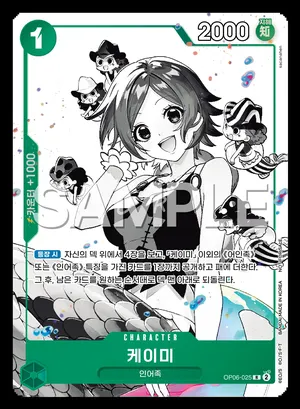 1
2000
지혜
知
카운터 +1000
SAMPLE
등장 시 자신의 덱 위에서 4장을 보고, 「케이미」 이외의 《어인족》
또는 《인어족》 특징을 가진 카드를 1장까지 공개하고 패에 더한다.
그 후, 남은 카드를 원하는 순서대로 덱 맨 아래로 되돌린다.
CHARACTER
케이미
인어족
OP06-025 R 2